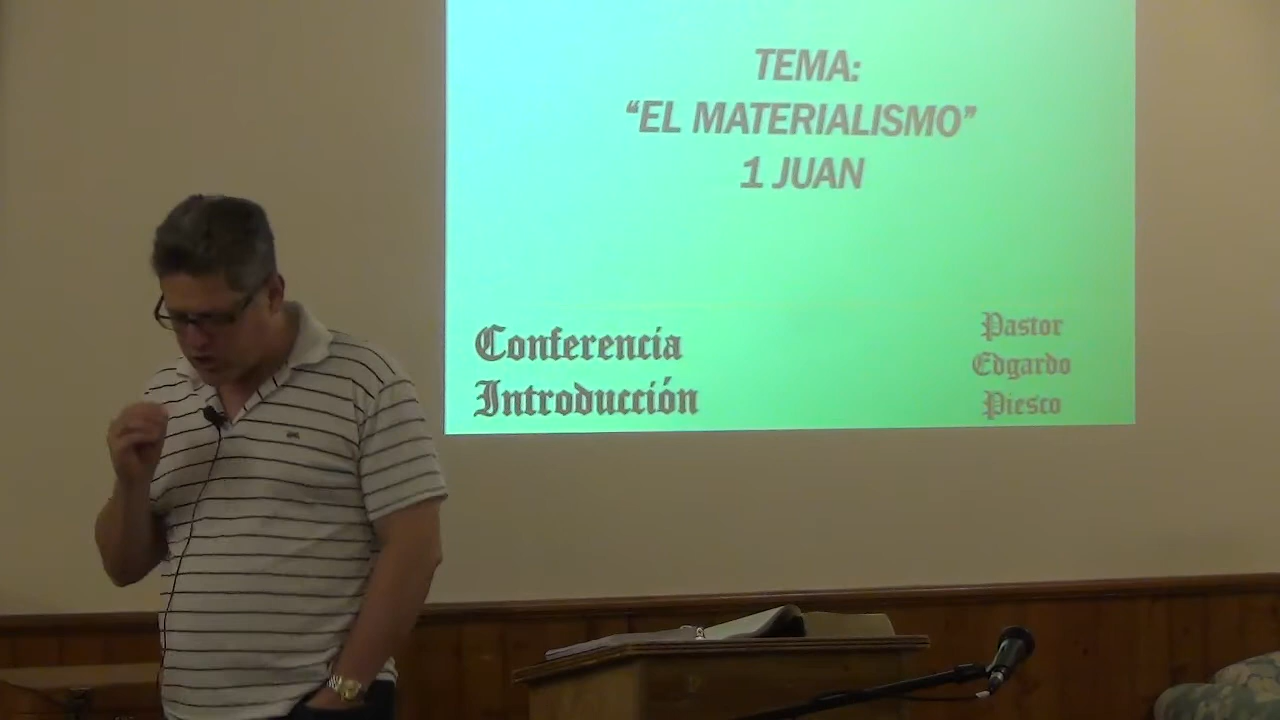 TEMA:
“EL MATERIALISMO”
1 JUAN
Conferencia
Introducción
Pastor
Edgardo
Piesco